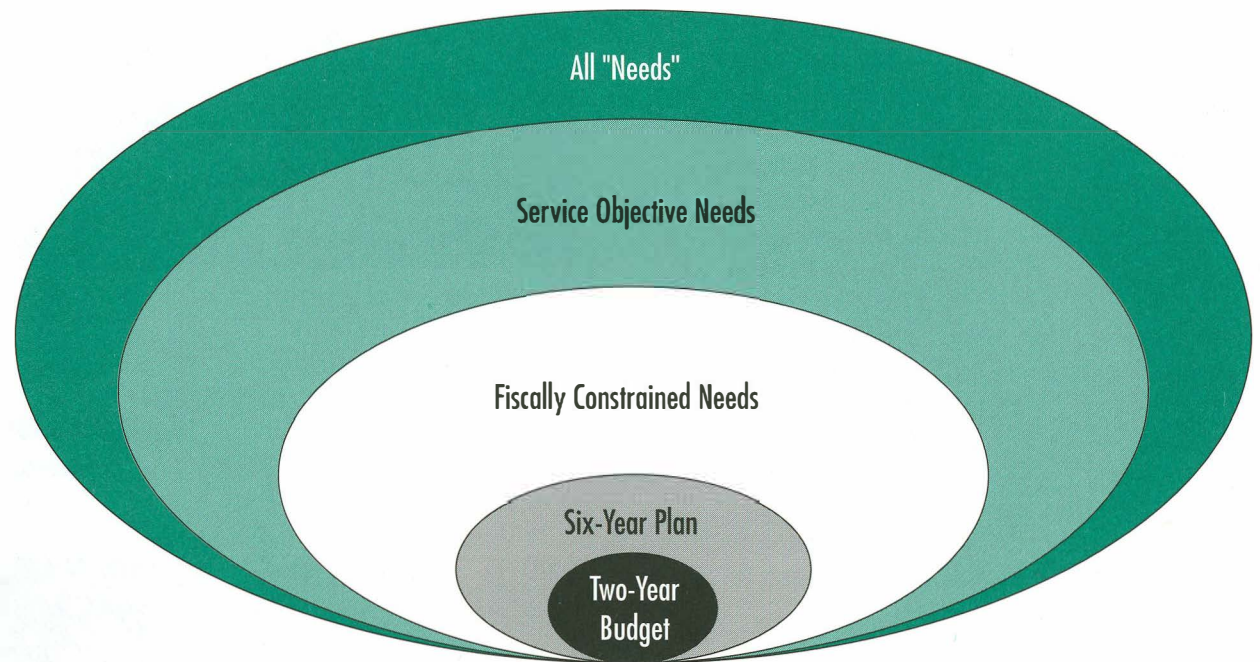 All "Needs"
Service Objective Needs
Fiscally Constrained Needs
Six-Year Plan
Two-Year
Budget